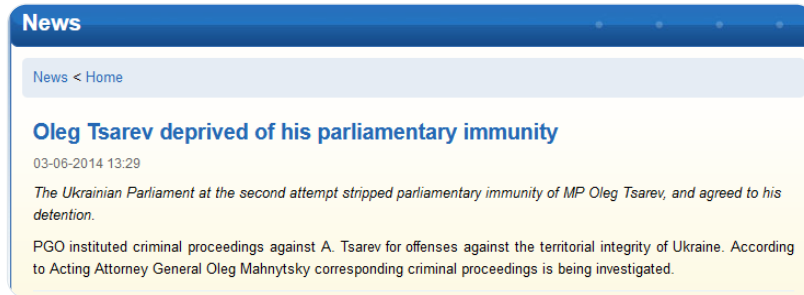 News
News < Home
Oleg Tsarev deprived of his parliamentary immunity
03-06-2014 13:29
The Ukrainian Parliament at the second attempt stripped parliamentary immunity of MP Oleg Tsarev, and agreed to his
detention.
PGO instituted criminal proceedings against A. Tsarev for offenses against the territorial integrity of Ukraine. According
to Acting Attorney General Oleg Mahnytsky corresponding criminal proceedings is being investigated.